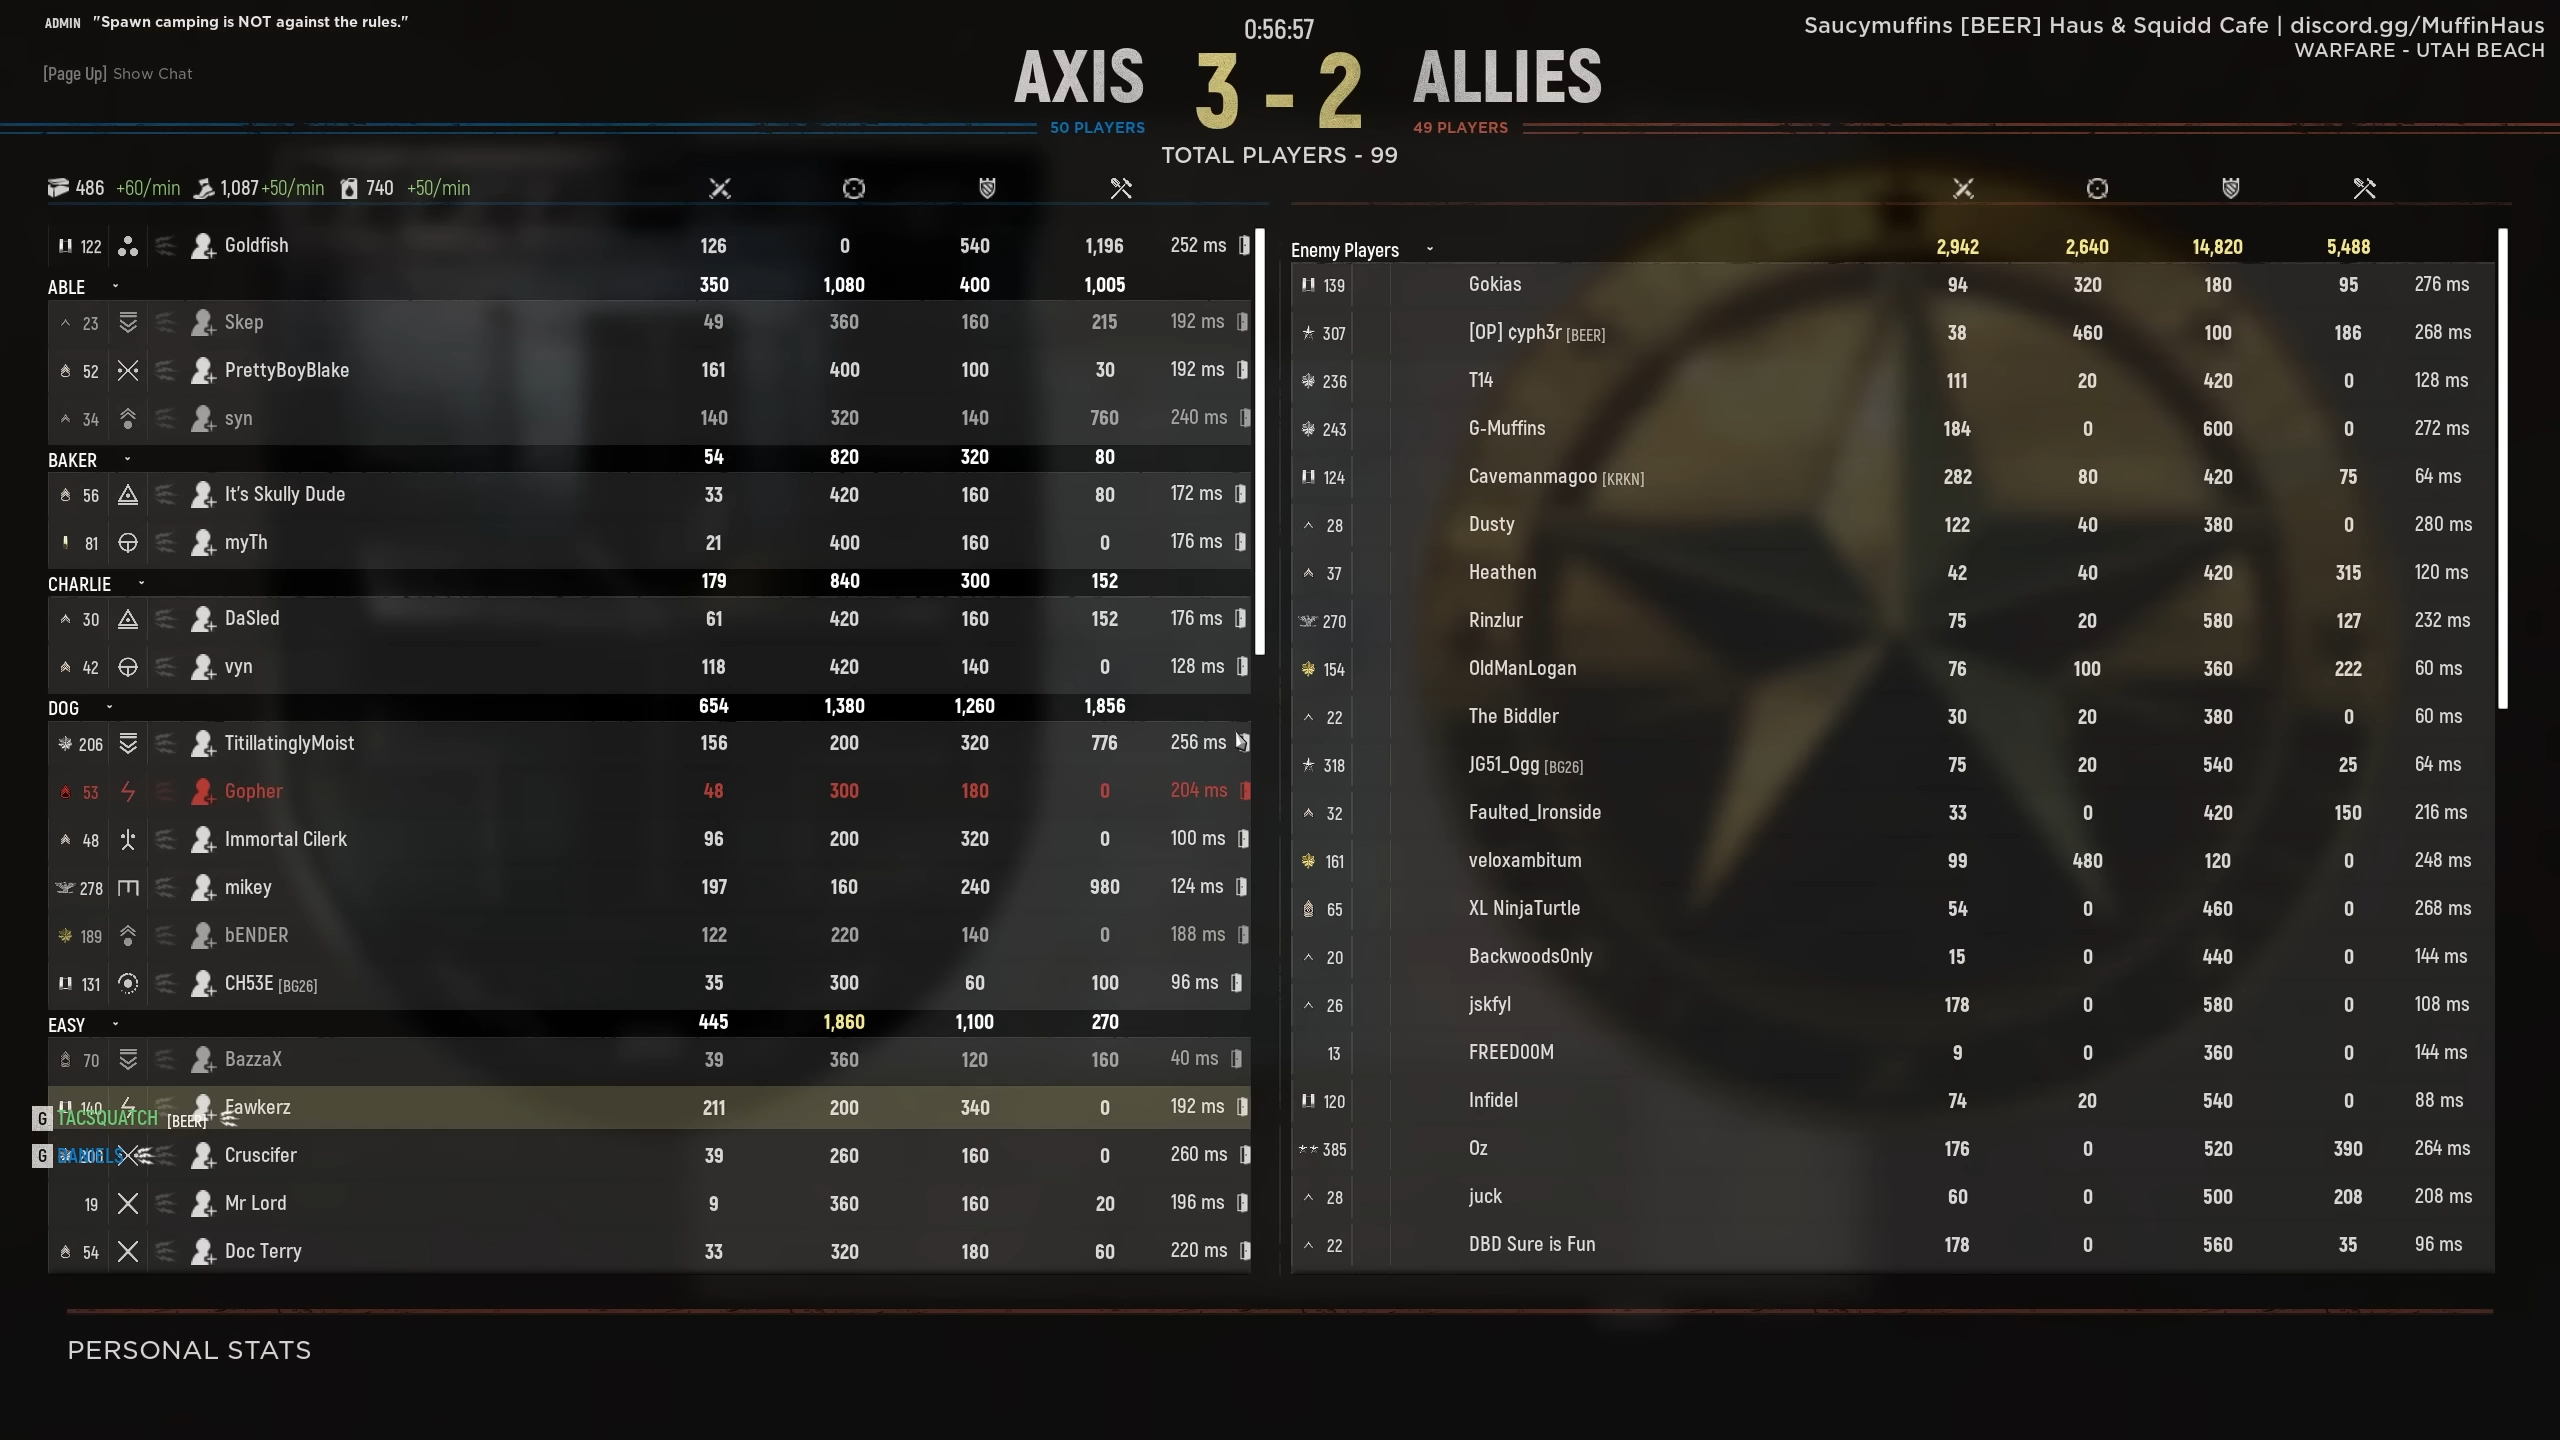 ADMIN "Spawn camping is NOT against the rules."
[Page Up] Show Chat
0:56:57
AXIS 3 - 2 ALLIES
50 PLAYERS 49 PLAYERS
TOTAL PLAYERS - 99
Saucymuffins [BEER] Haus & Squidd Cafe | discord.gg/MuffinHaus
WARFARE - UTAH BEACH
486 +60/min 1,087 +50/min 740 +50/min
122 Goldfish 126 0 540 1,196 252 ms
ABLE 350 1,080 400 1,005
23 Skep 49 360 160 215 192 ms
52 PrettyBoyBlake 161 400 100 30 192 ms
34 syn 140 320 140 760 240 ms
BAKER 54 820 320 80
56 It's Skully Dude 33 420 160 80 172 ms
81 myTh 21 400 160 0 176 ms
CHARLIE 179 840 300 152
30 DaSled 61 420 160 152 176 ms
42 vyn 118 420 140 0 128 ms
DOG 654 1,380 1,260 1,856
206 TitillatinglyMoist 156 200 320 776 256 ms
53 Gopher 48 300 180 0 204 ms
48 Immortal Cilerk 96 200 320 0 100 ms
278 mikey 197 160 240 980 124 ms
189 bENDER 122 220 140 0 188 ms
131 CH53E [BG26] 35 300 60 100 96 ms
EASY 445 1,860 1,100 270
70 BazzaX 39 360 120 160 40 ms
140 Fawkerz 211 200 340 0 192 ms
G TACSQUATCH [BEER]
G DANIELS
Cruscifer 39 260 160 0 260 ms
19 Mr Lord 9 360 160 20 196 ms
54 Doc Terry 33 320 180 60 220 ms
Enemy Players 2,942 2,640 14,820 5,488
139 Gokias 94 320 180 95 276 ms
307 [OP] ¢yph3r [BEER] 38 460 100 186 268 ms
236 T14 111 20 420 0 128 ms
243 G-Muffins 184 0 600 0 272 ms
124 Cavemanmagoo [KRKN] 282 80 420 75 64 ms
28 Dusty 122 40 380 0 280 ms
37 Heathen 42 40 420 315 120 ms
270 Rinzlur 75 20 580 127 232 ms
154 OldManLogan 76 100 360 222 60 ms
22 The Biddler 30 20 380 0 60 ms
318 JG51_Ogg [BG26] 75 20 540 25 64 ms
32 Faulted_Ironside 33 0 420 150 216 ms
161 veloxambitum 99 480 120 0 248 ms
65 XL NinjaTurtle 54 0 460 0 268 ms
20 BackwoodsOnly 15 0 440 0 144 ms
26 jskfyl 178 0 580 0 108 ms
13 FREEDOOM 9 0 360 0 144 ms
120 Infidel 74 20 540 0 88 ms
385 Oz 176 0 520 390 264 ms
28 juck 60 0 500 208 208 ms
22 DBD Sure is Fun 178 0 560 35 96 ms
PERSONAL STATS